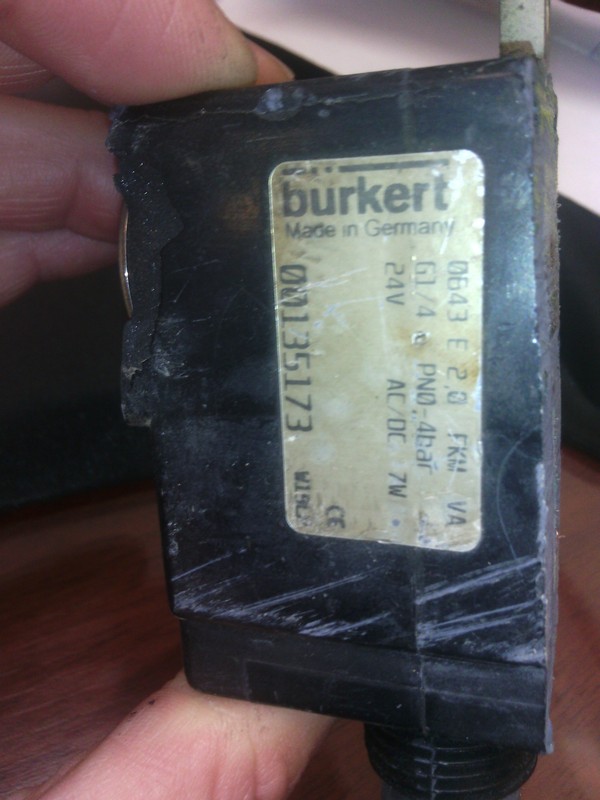 burkert
Made in Germany
0643 E 2,0 FKM VA
G1/4 PN0-4bar
24V AC/DC 7W
00135173
CE